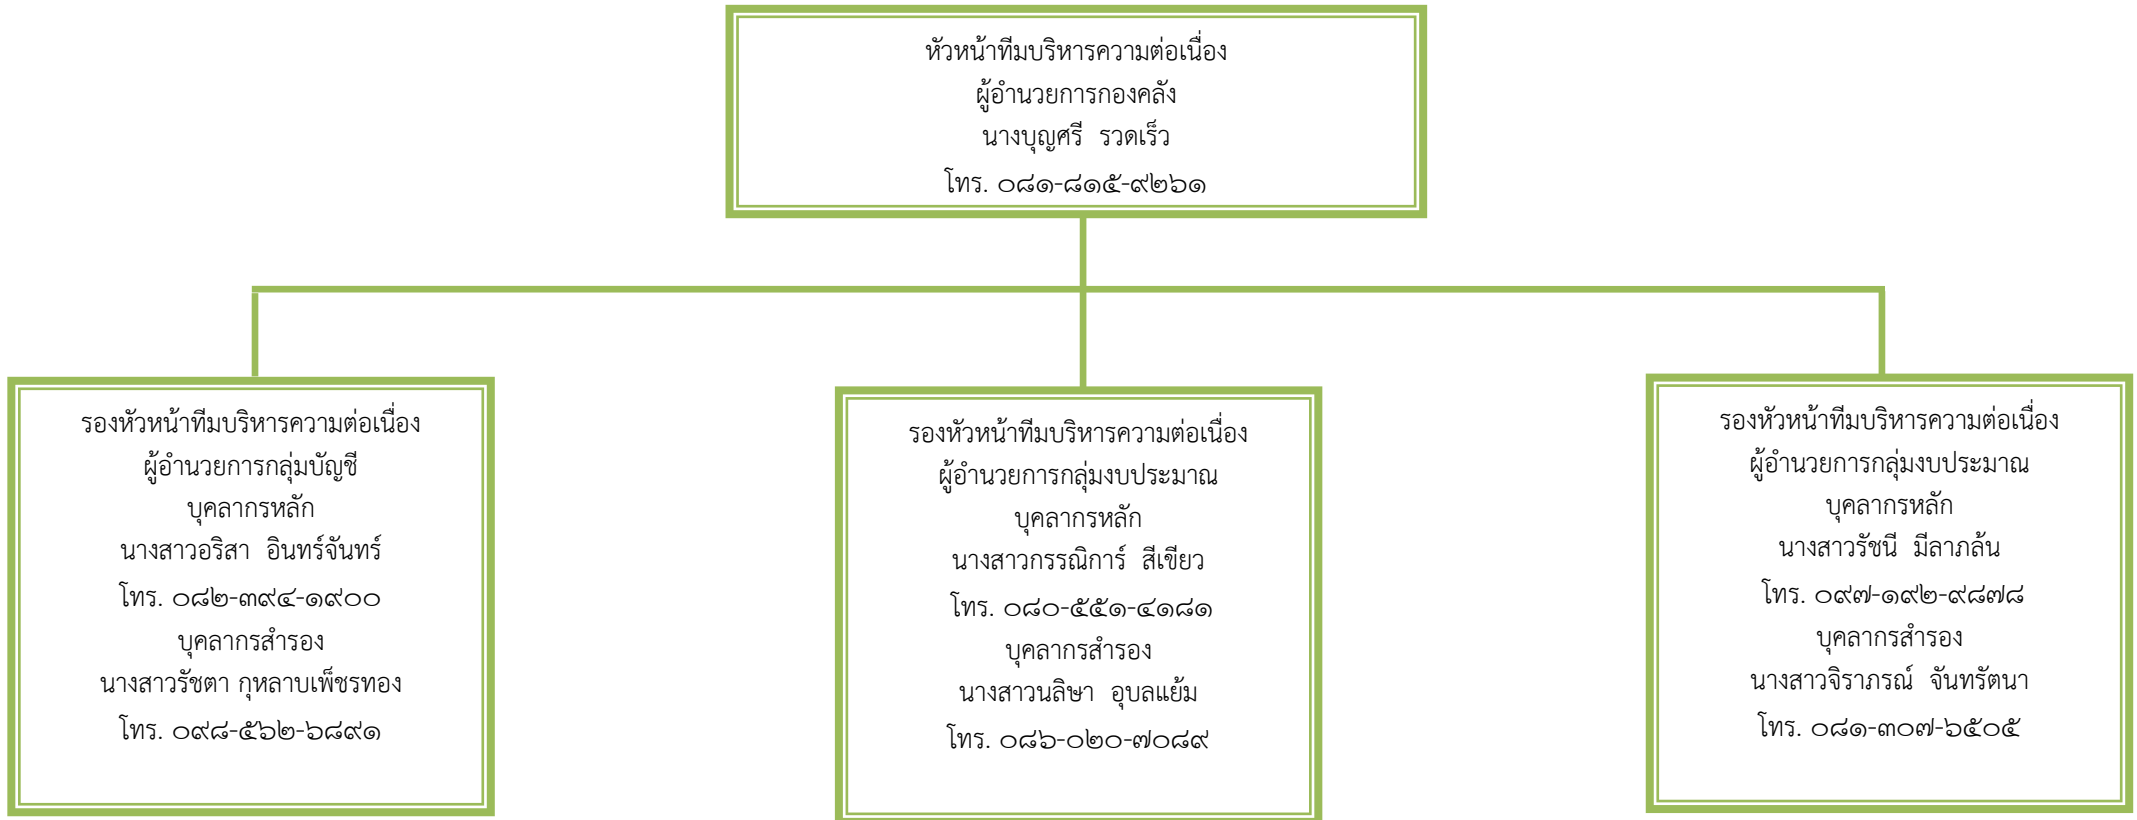 หัวหน้าทีมบริหารความต่อเนื่อง
ผู้อำนวยการกองคลัง
นางบุญศรี รวดเร็ว
โทร. ๐๘๑-๘๑๕-๙๒๖๑
รองหัวหน้าทีมบริหารความต่อเนื่อง
ผู้อำนวยการกลุ่มบัญชี
บุคลากรหลัก
นางสาวอริสา อินทร์จันทร์
โทร. ๐๘๒-๓๙๔-๑๙๐๐
บุคลากรสำรอง
นางสาวรัชตา กุหลาบเพ็ชรทอง
โทร. ๐๙๘-๕๖๒-๖๘๙๑
รองหัวหน้าทีมบริหารความต่อเนื่อง
ผู้อำนวยการกลุ่มงบประมาณ
บุคลากรหลัก
นางสาวกรรณิการ์ สีเขียว
โทร. ๐๘๐-๕๕๑-๔๑๘๑
บุคลากรสำรอง
นางสาวนลิษา อุบลแย้ม
โทร. ๐๘๖-๐๒๐-๗๐๘๙
รองหัวหน้าทีมบริหารความต่อเนื่อง
ผู้อำนวยการกลุ่มงบประมาณ
บุคลากรหลัก
นางสาวรัชนี มีลาภล้น
โทร. ๐๙๗-๑๙๒-๙๘๗๘
บุคลากรสำรอง
นางสาวจิราภรณ์ จันทรัตนา
โทร. ๐๘๑-๓๐๗-๖๕๐๕